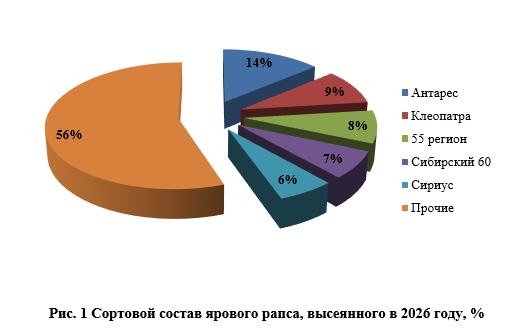 14%
9%
8%
7%
6%
56%
Антарес
Клеопатра
55 регион
Сибирский 60
Сириус
Прочие
Рис. 1 Сортовой состав ярового рапса, высеянного в 2026 году, %